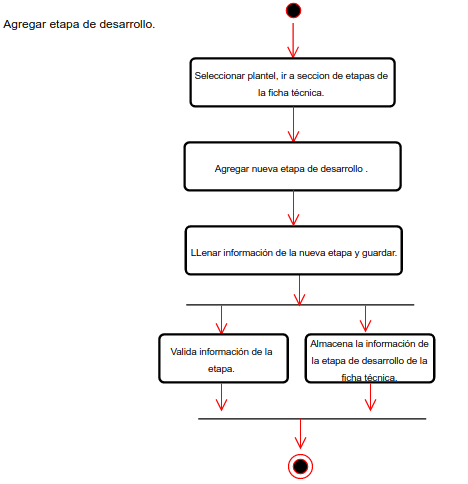 Agregar etapa de desarrollo.
Seleccionar plantel, ir a seccion de etapas de
la ficha técnica.
Agregar nueva etapa de desarrollo .
LLenar información de la nueva etapa y guardar.
Valida información de la
etapa.
Almacena la información de
la etapa de desarrollo de la
ficha técnica.